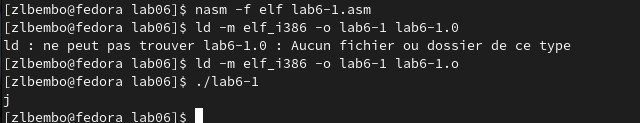 [zlbembo@fedora lab06]$ nasm -f elf lab6-1.asm
[zlbembo@fedora lab06]$ ld -m elf_i386 -o lab6-1 lab6-1.0
ld : ne peut pas trouver lab6-1.0 : Aucun fichier ou dossier de ce type
[zlbembo@fedora lab06]$ ld -m elf_i386 -o lab6-1 lab6-1.o
[zlbembo@fedora lab06]$ ./lab6-1
j
[zlbembo@fedora lab06]$